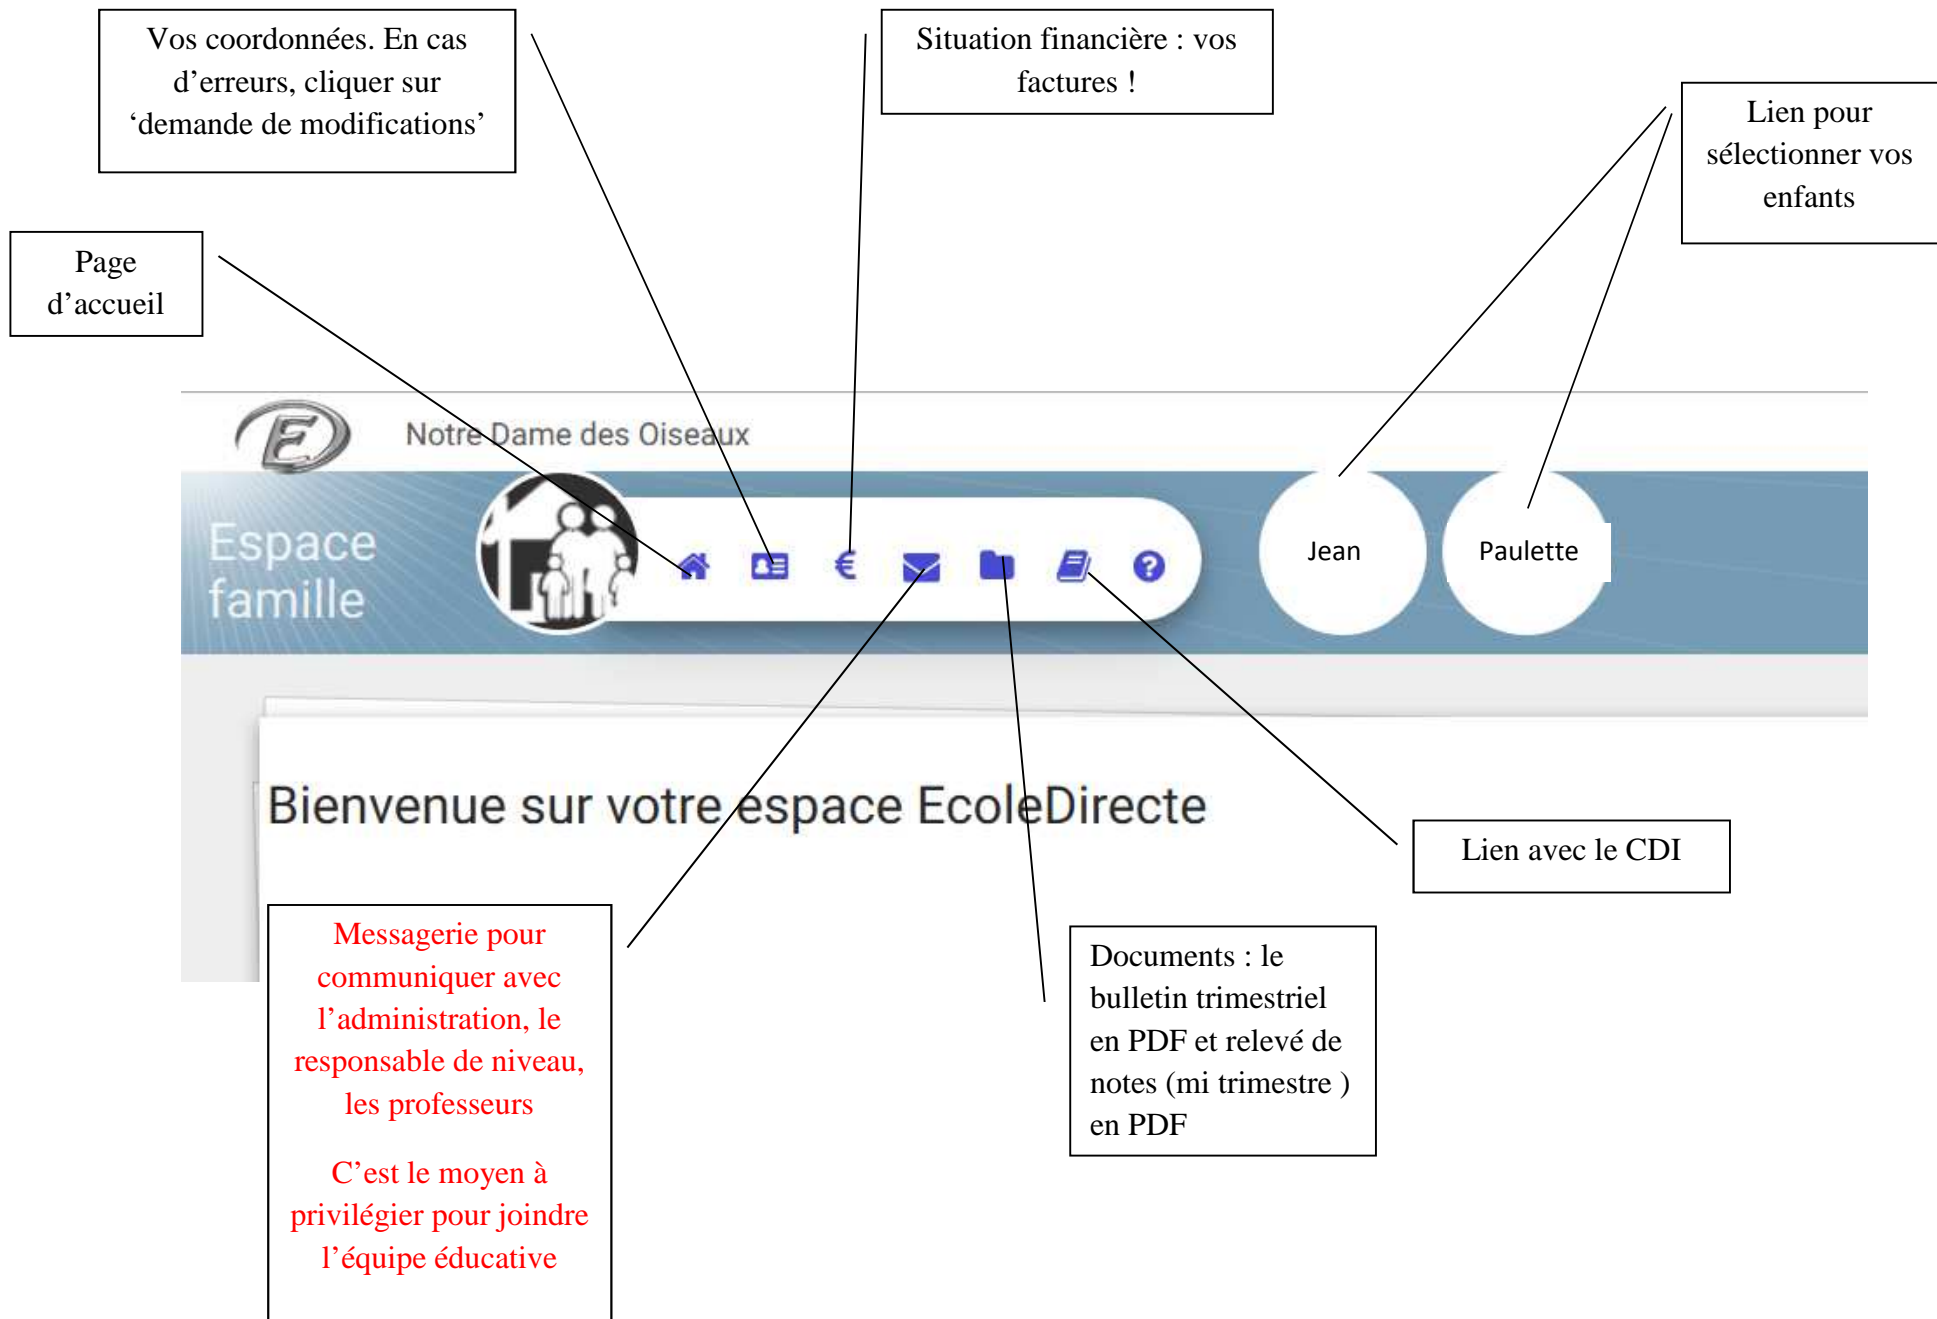 Vos coordonnées. En cas
d’erreurs, cliquer sur
‘demande de modifications’
Situation financière : vos
factures !
Lien pour
sélectionner vos
enfants
Page
d’accueil
E
Notre Dame des Oiseaux
Espace
famille
€
?
Jean
Paulette
Bienvenue sur votre espace EcoleDirecte
Lien avec le CDI
Messagerie pour
communiquer avec
l’administration, le
responsable de niveau,
les professeurs
C’est le moyen à
privilégier pour joindre
l’équipe éducative
Documents : le
bulletin trimestriel
en PDF et relevé de
notes (mi trimestre )
en PDF